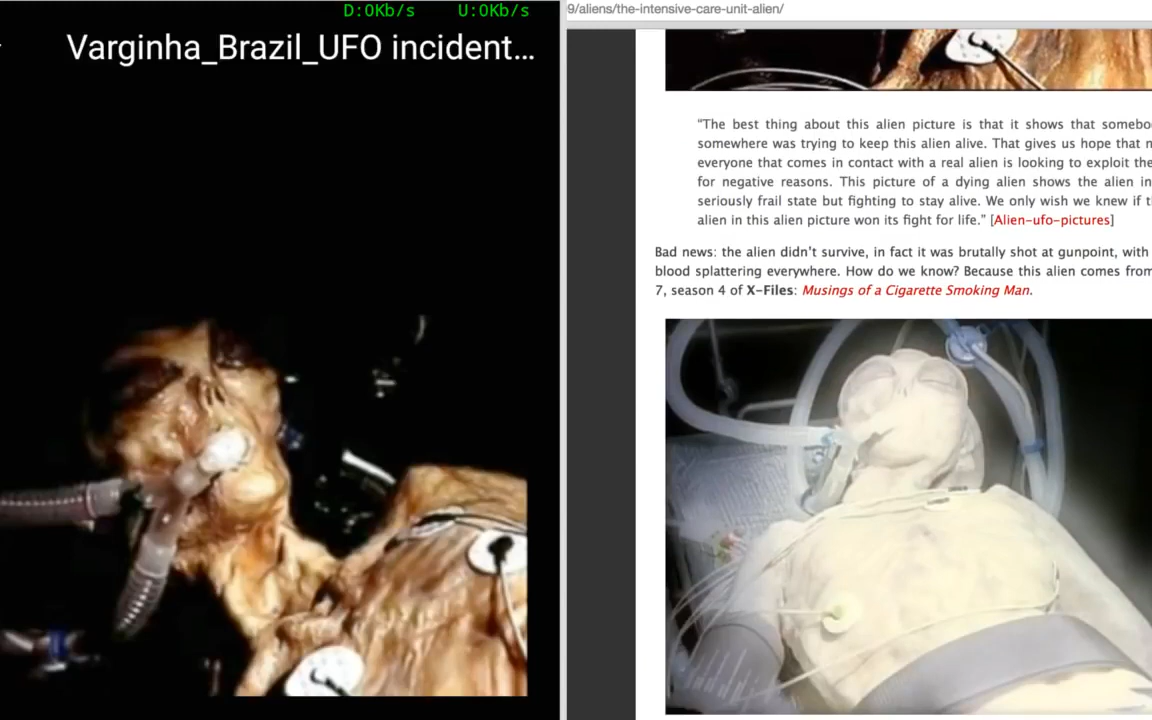 D:0Kb/s U:0Kb/s
Varginha_Brazil_UFO incident...
9/aliens/the-intensive-care-unit-alien/
"The best thing about this alien picture is that it shows that somebo
somewhere was trying to keep this alien alive. That gives us hope that n
everyone that comes in contact with a real alien is looking to exploit the
for negative reasons. This picture of a dying alien shows the alien in
seriously frail state but fighting to stay alive. We only wish we knew if t
alien in this alien picture won its fight for life." [Alien-ufo-pictures]
Bad news: the alien didn't survive, in fact it was brutally shot at gunpoint, with
blood splattering everywhere. How do we know? Because this alien comes from
7, season 4 of X-Files: Musings of a Cigarette Smoking Man.